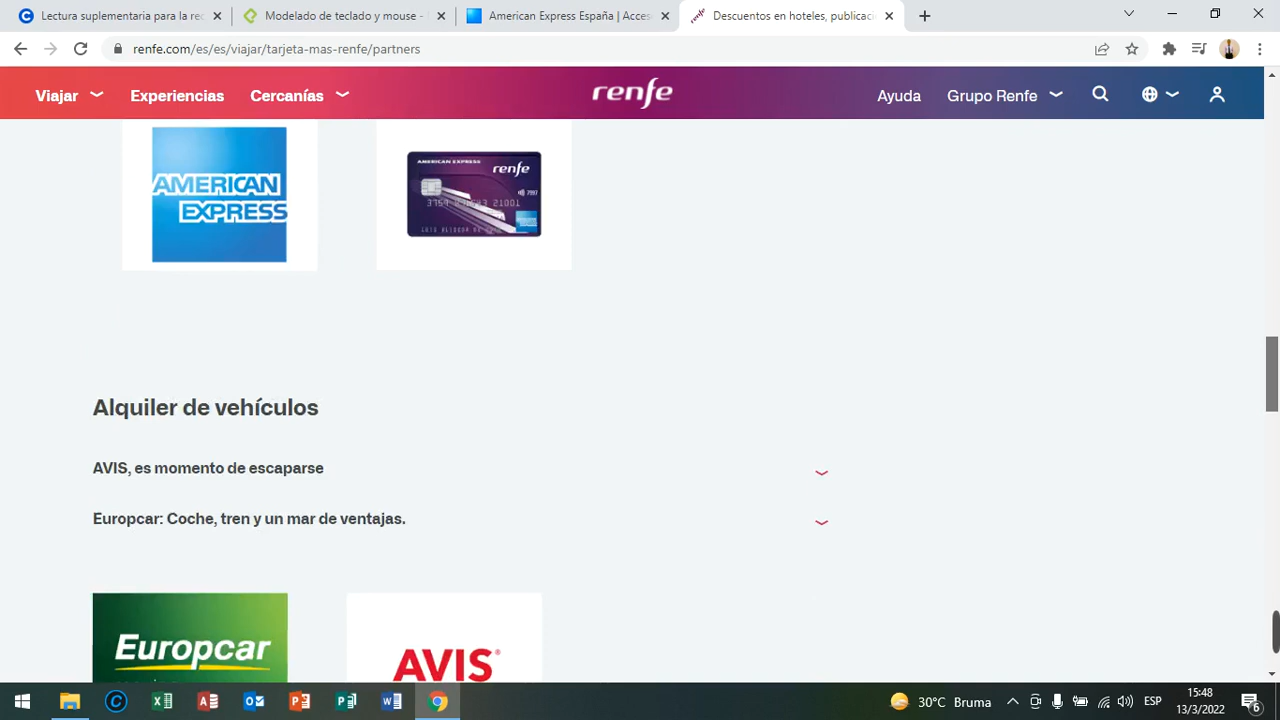 Lectura suplementaria para la rec
Modelado de teclado y mouse -
American Express España | Acces
Descuentos en hoteles, publicac
renfe.com/es/es/viajar/tarjeta-mas-renfe/partners
Viajar
Experiencias
Cercanías
renfe
Ayuda
Grupo Renfe
AMERICAN EXPRESS
AMERICAN EXPRESS
renfe
Alquiler de vehículos
AVIS, es momento de escaparse
Europcar: Coche, tren y un mar de ventajas.
Europcar
AVIS®
30°C Bruma
ESP
15:48
13/3/2022
6